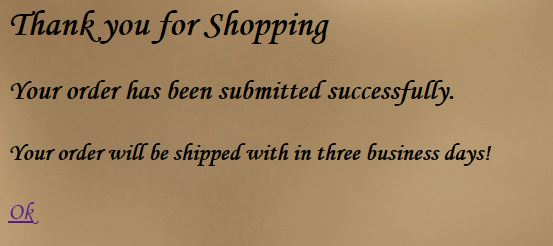 Thank you for Shopping
Your order has been submitted successfully.
Your order will be shipped with in three business days!
Ok